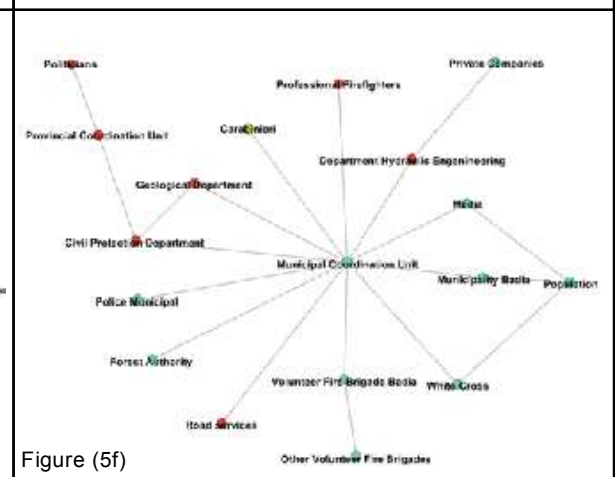 Politicians
Private Companies
Professional Firefighters
Carabinieri
Provincial Coordination Unit
Department Hydraulic Engenineering
Geological Department
Media
Civil Protection Department
Municipal Coordination Unit
Municipality Badia
Population
Police Municipal
Forest Authority
Volunteer Fire Brigade Badia
White Cross
Road services
Other Volunteer Fire Brigades
Figure (5f)